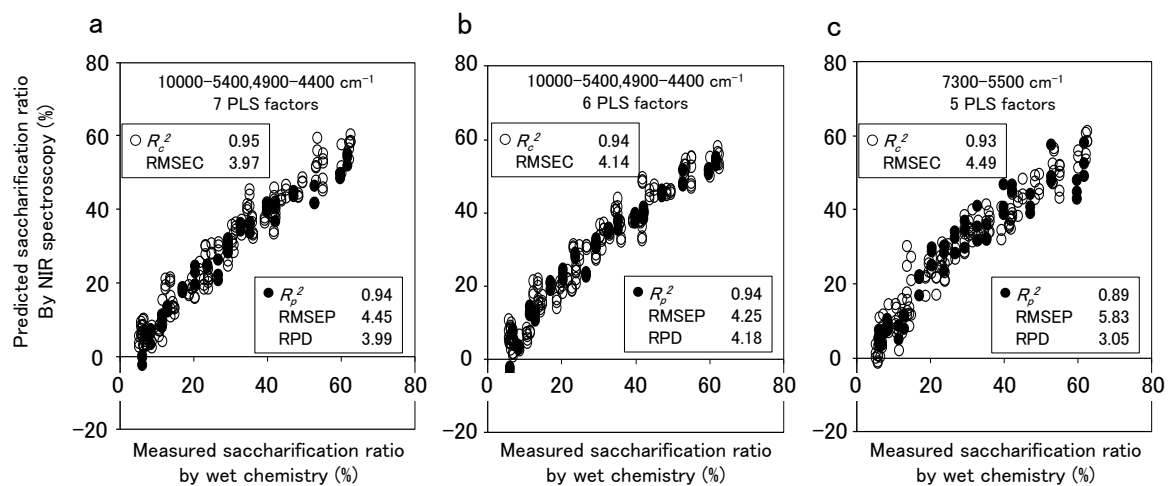 a
b
c
Predicted saccharification ratio
By NIR spectroscopy (%)
80
60
40
20
0
−20
10000−5400,4900−4400 cm⁻¹
7 PLS factors
○ Rc² 0.95
RMSEC 3.97
● Rp² 0.94
RMSEP 4.45
RPD 3.99
0 20 40 60 80
Measured saccharification ratio
by wet chemistry (%)
80
60
40
20
0
−20
10000−5400,4900−4400 cm⁻¹
6 PLS factors
○ Rc² 0.94
RMSEC 4.14
● Rp² 0.94
RMSEP 4.25
RPD 4.18
0 20 40 60 80
Measured saccharification ratio
by wet chemistry (%)
80
60
40
20
0
−20
7300−5500 cm⁻¹
5 PLS factors
○ Rc² 0.93
RMSEC 4.49
● Rp² 0.89
RMSEP 5.83
RPD 3.05
0 20 40 60 80
Measured saccharification ratio
by wet chemistry (%)